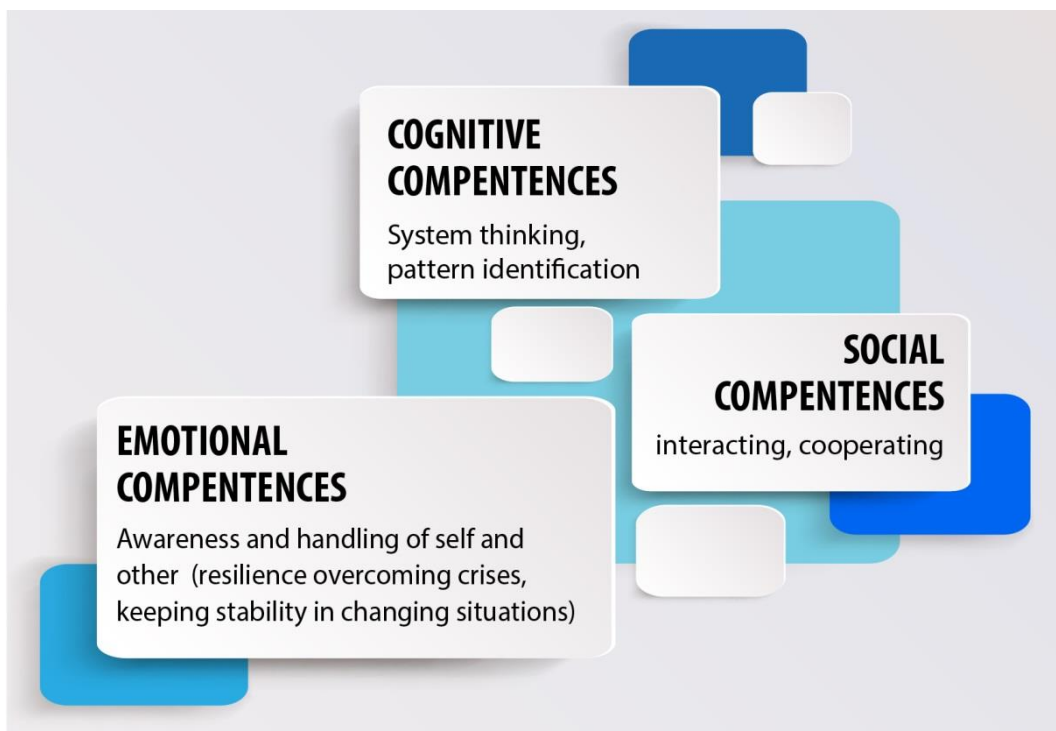 COGNITIVE
COMPENTENCES
System thinking,
pattern identification
SOCIAL
COMPENTENCES
interacting, cooperating
EMOTIONAL
COMPENTENCES
Awareness and handling of self and
other (resilience overcoming crises,
keeping stability in changing situations)